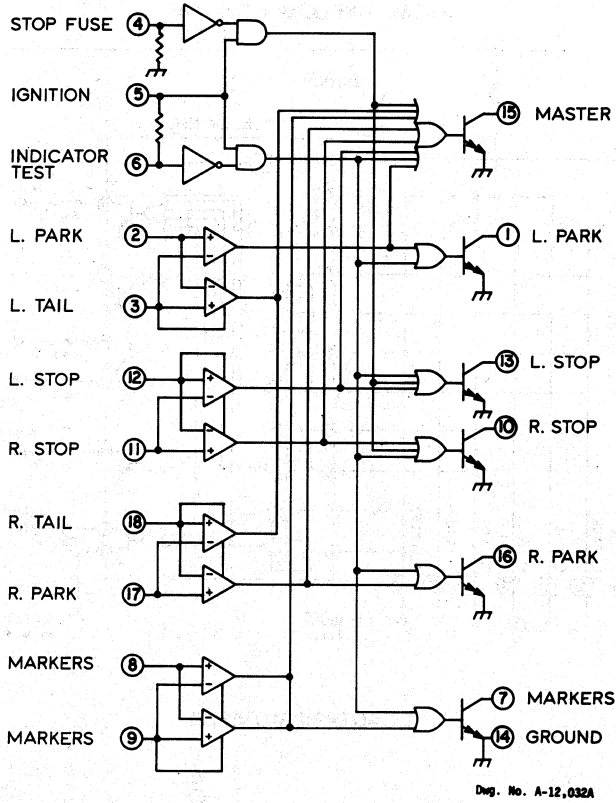 STOP FUSE 4
IGNITION 5
15 MASTER
INDICATOR
TEST 6
L. PARK 2 + −
1 L. PARK
L. TAIL 3 − +
L. STOP 12 + −
13 L. STOP
R. STOP 11 − +
10 R. STOP
R. TAIL 18 + −
16 R. PARK
R. PARK 17 − +
MARKERS 8 + −
7 MARKERS
MARKERS 9 − +
14 GROUND
Dwg. No. A-12,032A